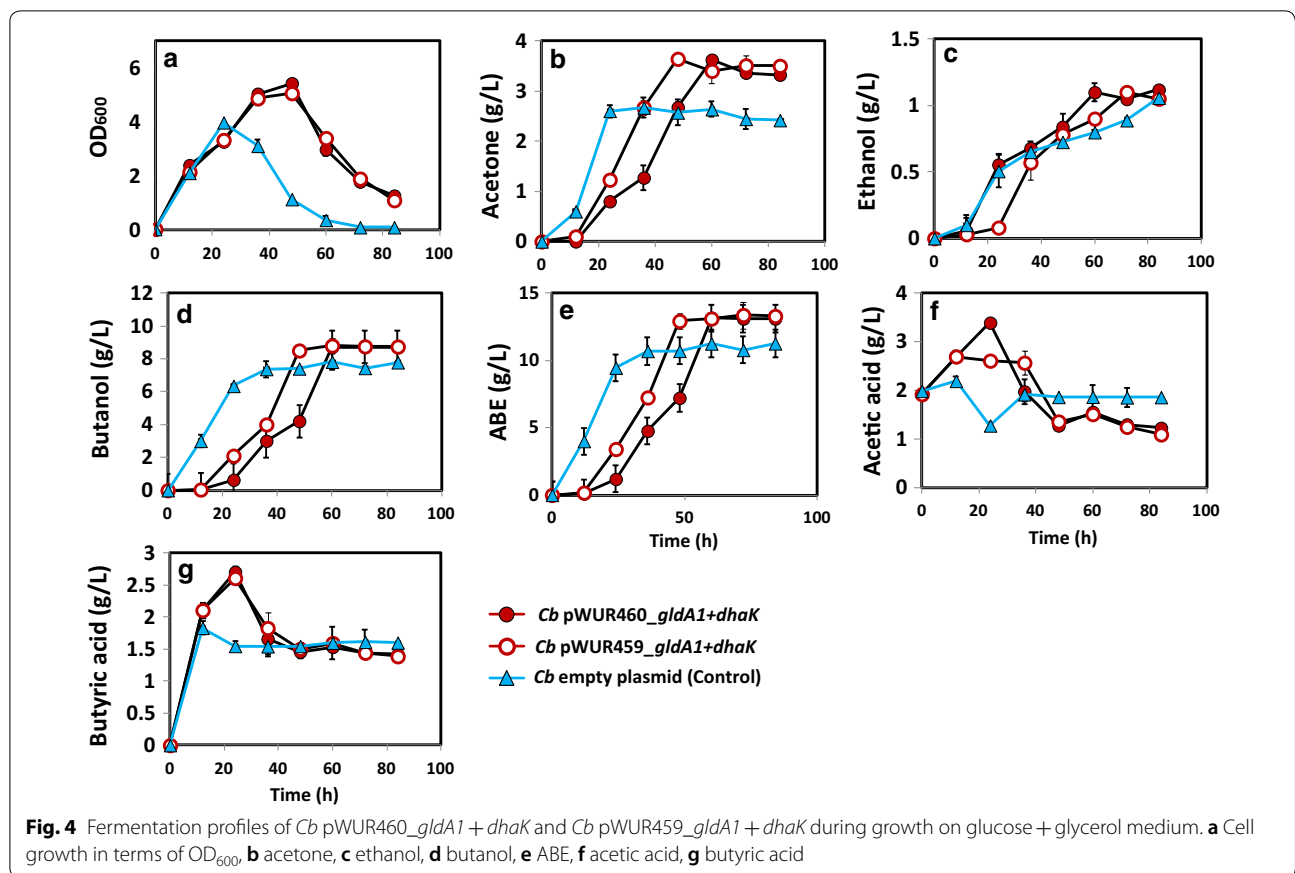 a
OD600
6
4
2
0
0 20 40 60 80 100
b
Acetone (g/L)
4
3
2
1
0
0 20 40 60 80 100
c
Ethanol (g/L)
1.5
1
0.5
0
0 20 40 60 80 100
d
Butanol (g/L)
12
10
8
6
4
2
0
0 20 40 60 80 100
e
ABE (g/L)
15
10
5
0
0 50 100
Time (h)
f
Acetic acid (g/L)
4
3
2
1
0
0 20 40 60 80 100
Time (h)
g
Butyric acid (g/L)
3
2.5
2
1.5
1
0.5
0
0 20 40 60 80 100
Time (h)
Cb pWUR460_gldA1+dhaK
Cb pWUR459_gldA1+dhaK
Cb empty plasmid (Control)
Fig. 4 Fermentation profiles of Cb pWUR460_gldA1 + dhaK and Cb pWUR459_gldA1 + dhaK during growth on glucose + glycerol medium. a Cell
growth in terms of OD600, b acetone, c ethanol, d butanol, e ABE, f acetic acid, g butyric acid